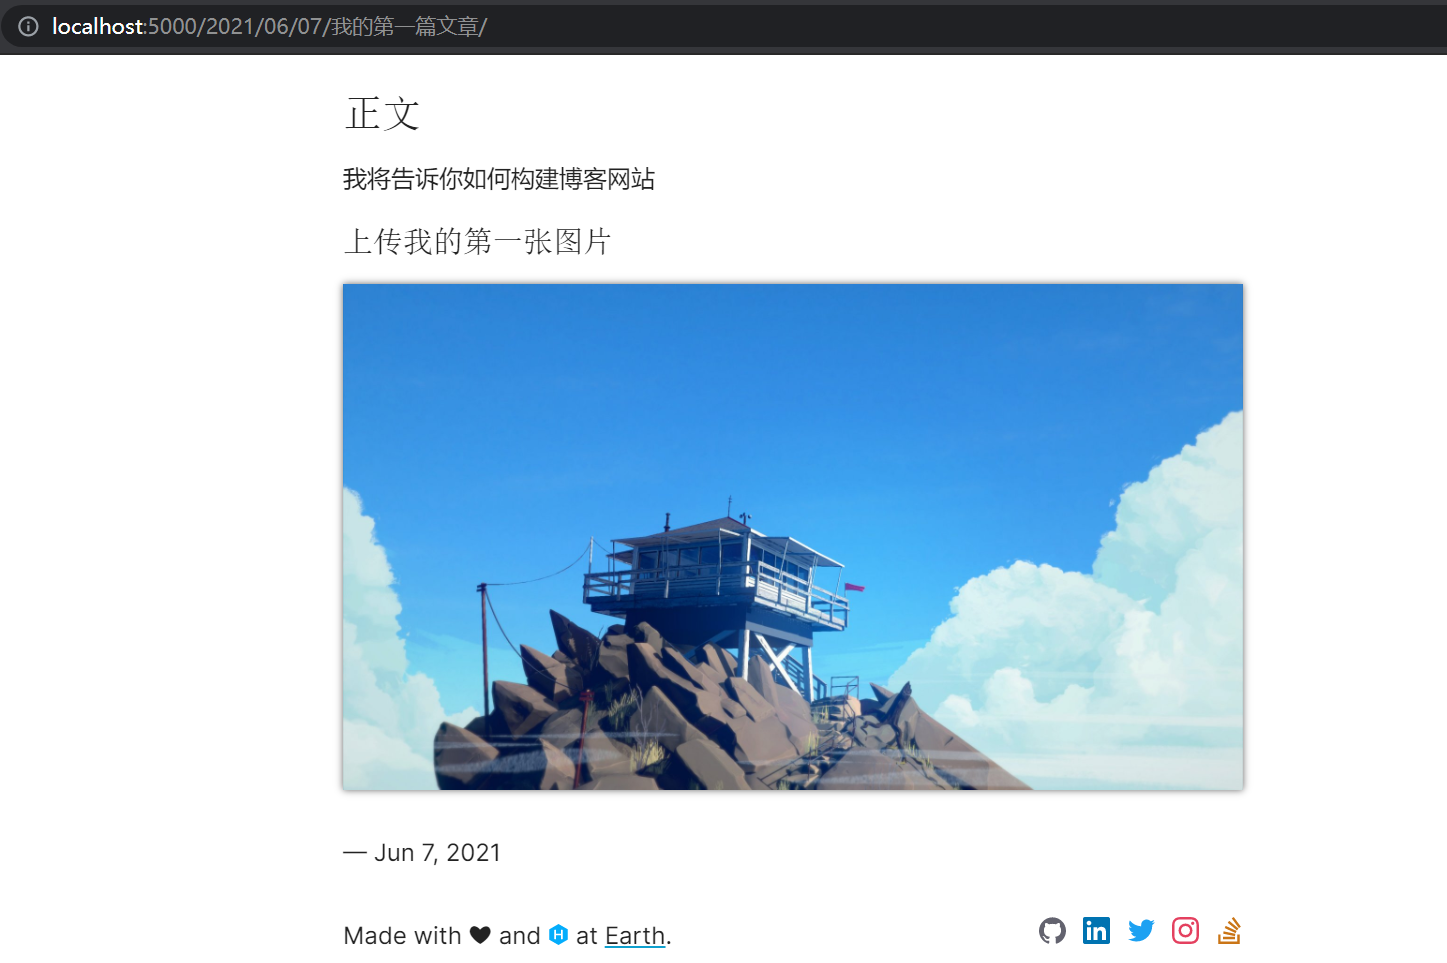 localhost:5000/2021/06/07/我的第一篇文章/
正文
我将告诉你如何构建博客网站
上传我的第一张图片
— Jun 7, 2021
Made with ♥ and H at Earth.
in